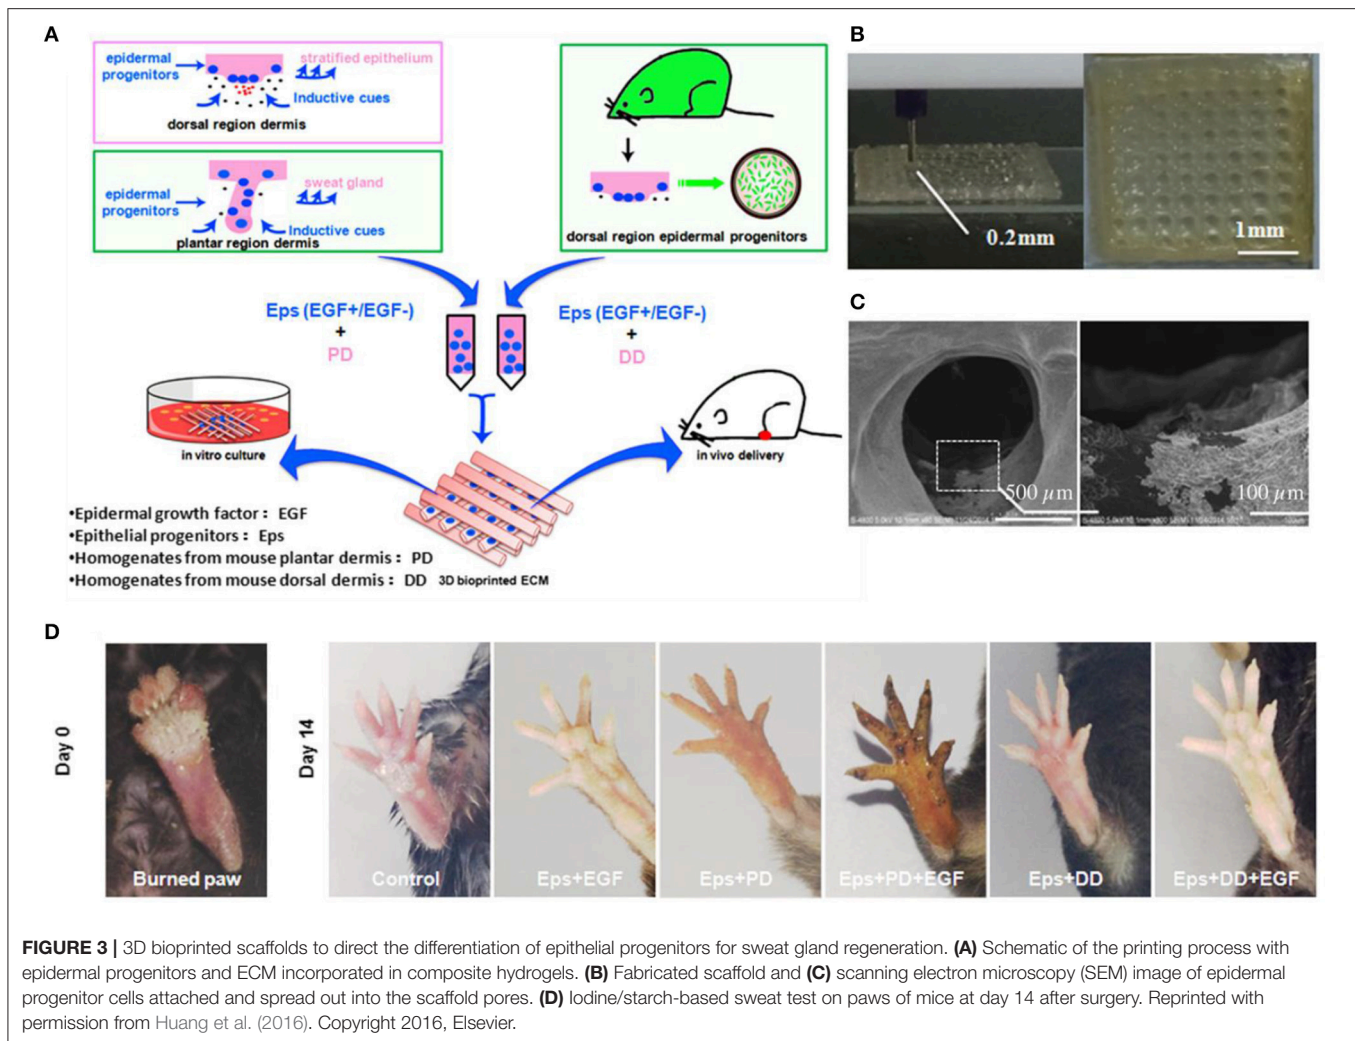 A
epidermal
progenitors
stratified epithelium
Inductive cues
dorsal region dermis
epidermal
progenitors
sweat gland
Inductive cues
plantar region dermis
dorsal region epidermal progenitors
Eps (EGF+/EGF-)
+
PD
Eps (EGF+/EGF-)
+
DD
in vitro culture
in vivo delivery
•Epidermal growth factor：EGF
•Epithelial progenitors：Eps
•Homogenates from mouse plantar dermis：PD
•Homogenates from mouse dorsal dermis：DD
3D bioprinted ECM
B
0.2mm
1mm
C
500 μm
100 μm
D
Day 0
Burned paw
Day 14
Control
Eps+EGF
Eps+PD
Eps+PD+EGF
Eps+DD
Eps+DD+EGF
FIGURE 3 | 3D bioprinted scaffolds to direct the differentiation of epithelial progenitors for sweat gland regeneration. (A) Schematic of the printing process with
epidermal progenitors and ECM incorporated in composite hydrogels. (B) Fabricated scaffold and (C) scanning electron microscopy (SEM) image of epidermal
progenitor cells attached and spread out into the scaffold pores. (D) Iodine/starch-based sweat test on paws of mice at day 14 after surgery. Reprinted with
permission from Huang et al. (2016). Copyright 2016, Elsevier.